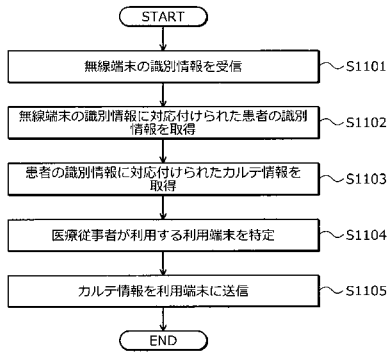 START
無線端末の識別情報を受信
S1101
無線端末の識別情報に対応付けられた患者の識別
情報を取得
S1102
患者の識別情報に対応付けられたカルテ情報を
取得
S1103
医療従事者が利用する利用端末を特定
S1104
カルテ情報を利用端末に送信
S1105
END